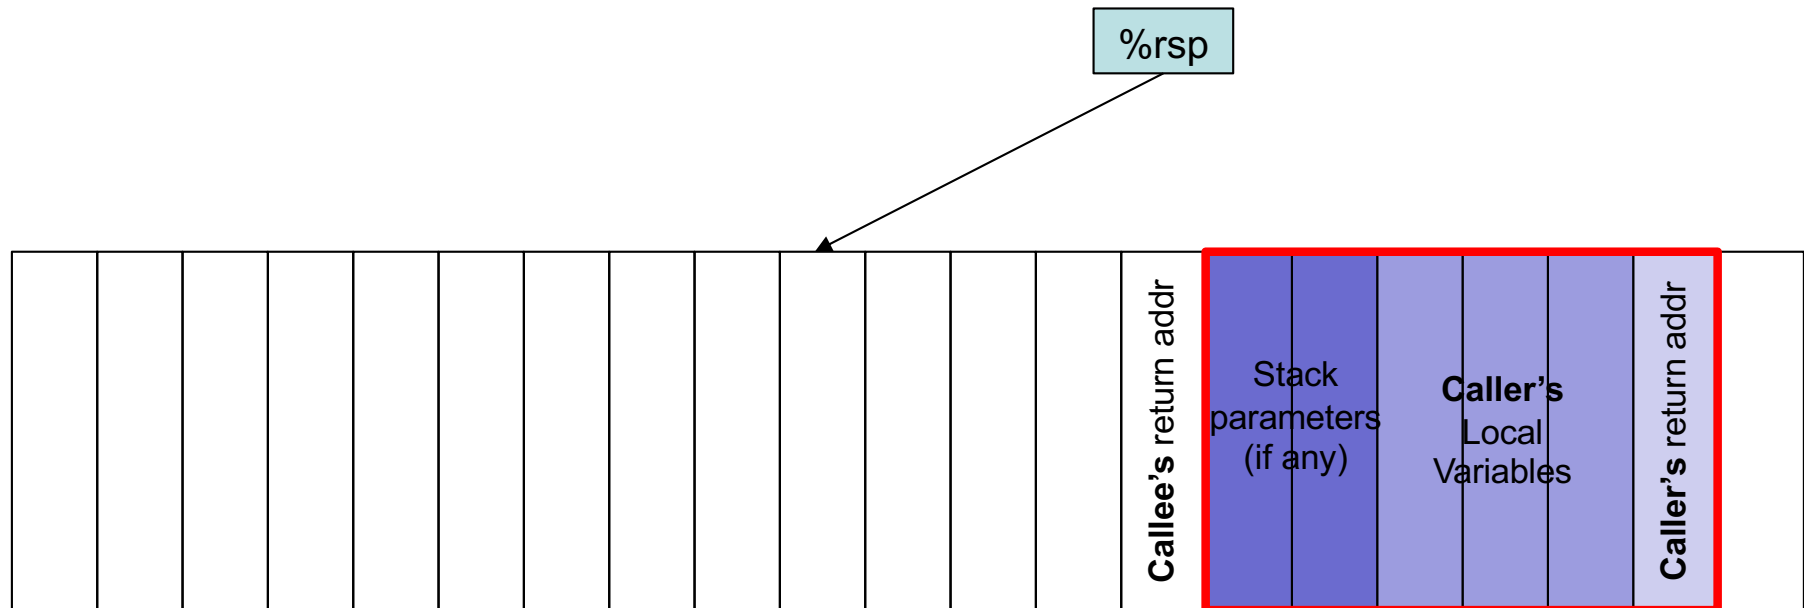 %rsp
Callee's return addr
Stack
parameters
(if any)
Caller's
Local
Variables
Caller's return addr